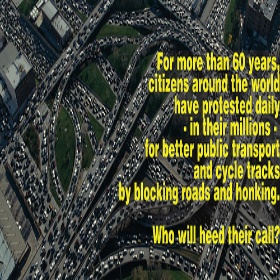 For more than 60 years,
citizens around the world
have protested daily
- in their millions -
for better public transport
and cycle tracks
by blocking roads and honking.
Who will heed their call?